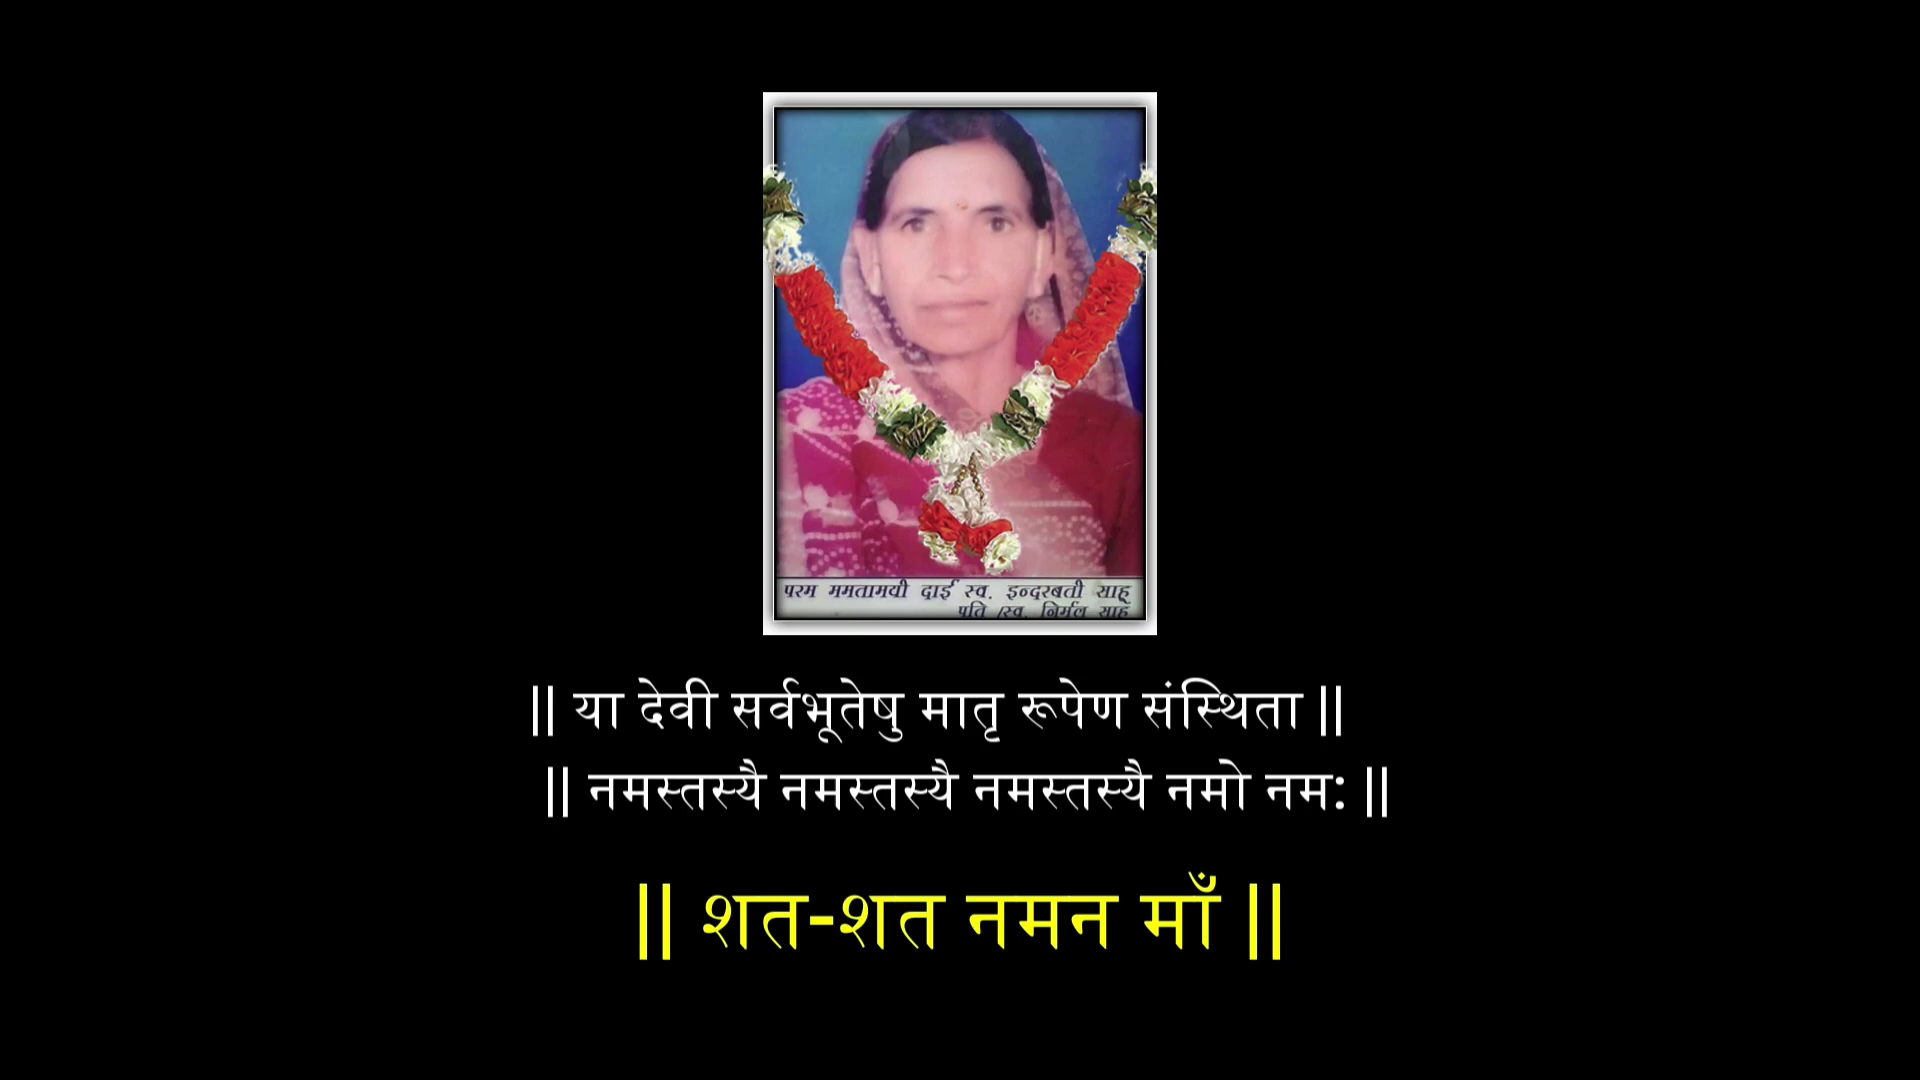 परम ममतामयी दाई स्व. इन्दरबती साहू
पति /स्व. निर्मल साहू
|| या देवी सर्वभूतेषु मातृ रूपेण संस्थिता ||
|| नमस्तस्यै नमस्तस्यै नमस्तस्यै नमो नम: ||
|| शत-शत नमन माँ ||